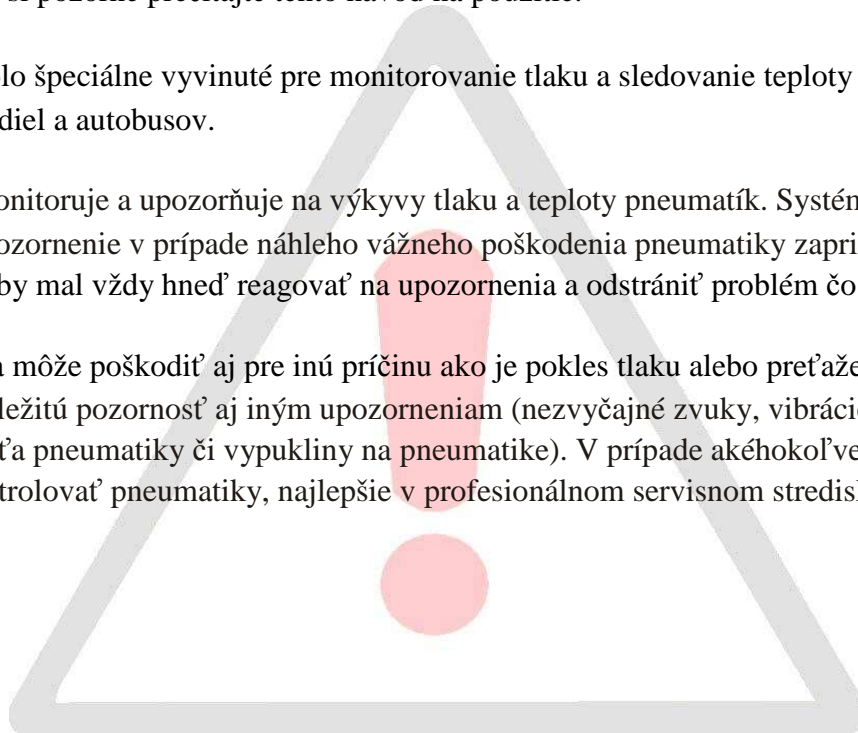 si pozorne prečítajte tento návod na použitie.
lo špeciálne vyvinuté pre monitorovanie tlaku a sledovanie teploty
diel a autobusov.
onitoruje a upozorňuje na výkyvy tlaku a teploty pneumatík. Systém
ozornenie v prípade náhleho vážneho poškodenia pneumatiky zapri
by mal vždy hneď reagovať na upozornenia a odstrániť problém čo
a môže poškodiť aj pre inú príčinu ako je pokles tlaku alebo preťaže
ležitú pozornosť aj iným upozorneniam (nezvyčajné zvuky, vibrácie
ťa pneumatiky či vypukliny na pneumatike). V prípade akéhokoľve
trolovať pneumatiky, najlepšie v profesionálnom servisnom stredisk